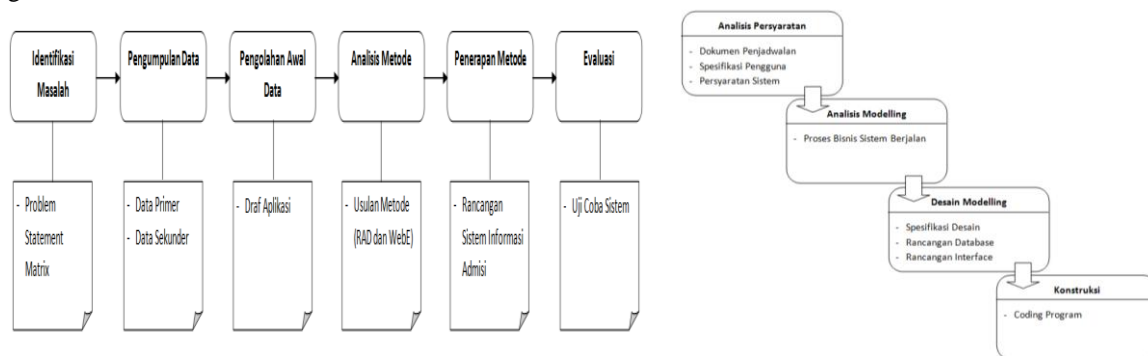 Identifikasi
Masalah
Pengumpulan Data
Pengolahan Awal
Data
Analisis Metode
Penerapan Metode
Evaluasi
- Problem
Statement
Matrix
- Data Primer
- Data Sekunder
- Draf Aplikasi
- Usulan Metode
(RAD dan WebE)
- Rancangan
Sistem Informasi
Admisi
- Uji Coba Sistem
Analisis Persyaratan
- Dokumen Penjadwalan
- Spesifikasi Pengguna
- Persyaratan Sistem
Analisis Modelling
- Proses Bisnis Sistem Berjalan
Desain Modelling
- Spesifikasi Desain
- Rancangan Database
- Rancangan Interface
Konstruksi
- Coding Program